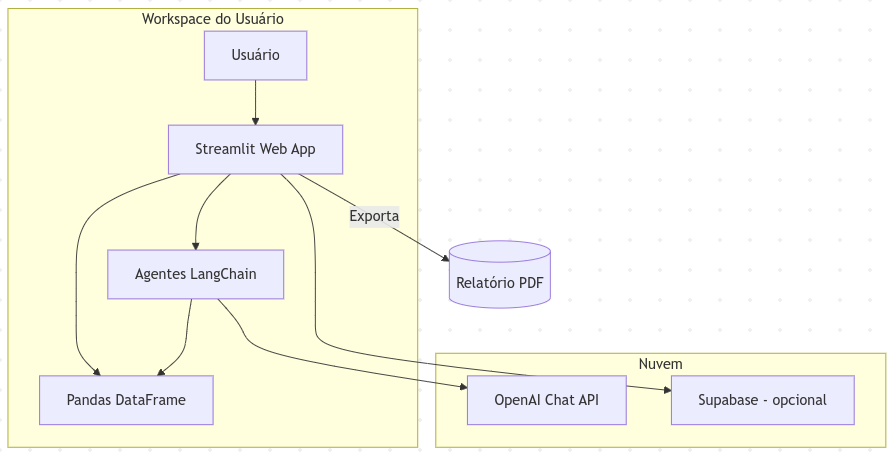 Workspace do Usuário
Usuário
Streamlit Web App
Exporta
Agentes LangChain
Relatório PDF
Nuvem
Pandas DataFrame
OpenAI Chat API
Supabase - opcional